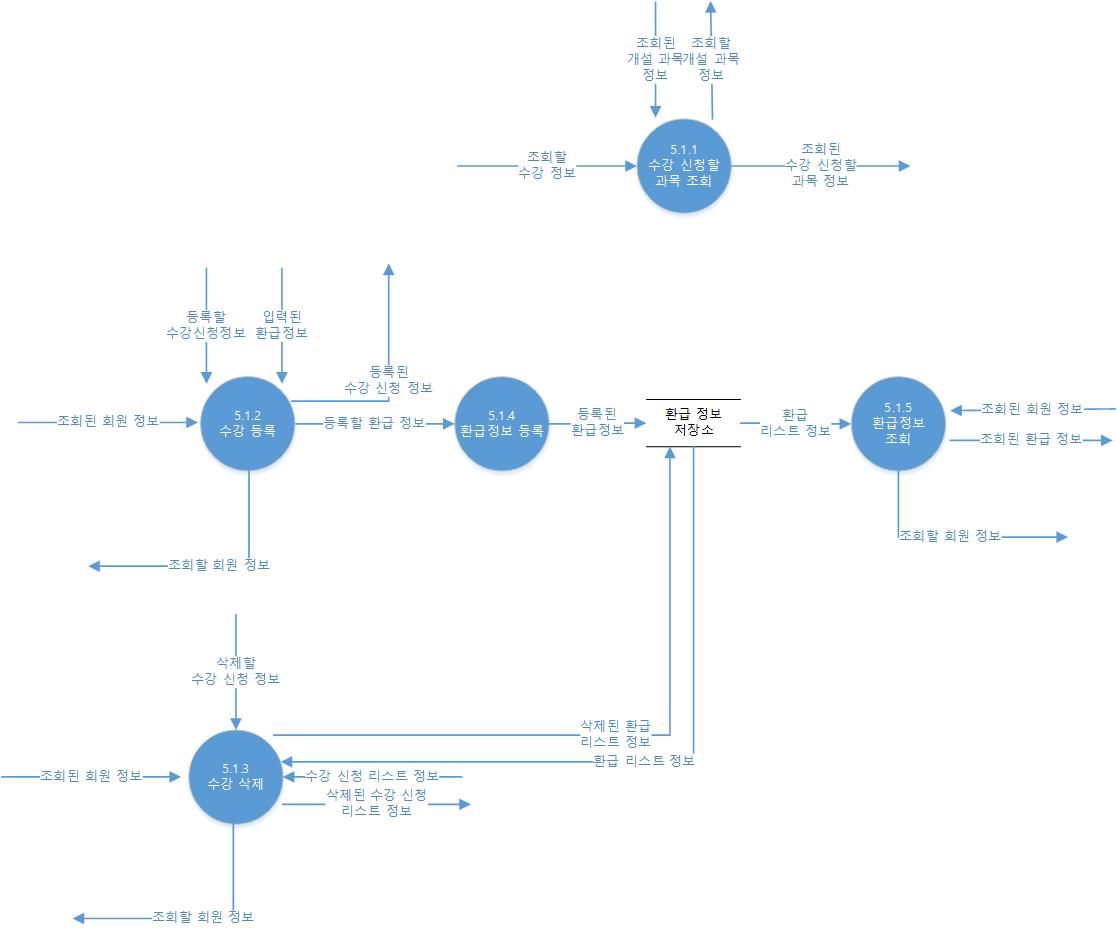 조회된
개설 과목
정보
조회할
개설 과목
정보
조회할
수강 정보
5.1.1
수강 신청할
과목 조회
조회된
수강 신청할
과목 정보
등록할
수강신청정보
입력된
환급정보
등록된
수강 신청 정보
조회된 회원 정보
5.1.2
수강 등록
등록할 환급 정보
5.1.4
환급정보 등록
등록된
환급정보
환급 정보
저장소
환급
리스트 정보
5.1.5
환급정보
조회
조회된 회원 정보
조회된 환급 정보
조회할 회원 정보
조회할 회원 정보
삭제할
수강 신청 정보
삭제된 환급
리스트 정보
환급 리스트 정보
조회된 회원 정보
5.1.3
수강 삭제
수강 신청 리스트 정보
삭제된 수강 신청
리스트 정보
조회할 회원 정보